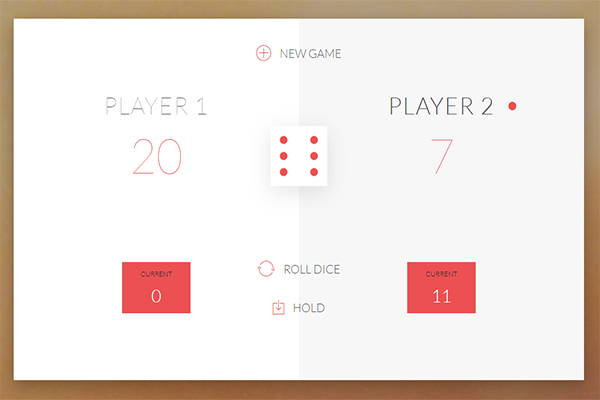 NEW GAME
PLAYER 1
20
CURRENT
0
PLAYER 2
7
CURRENT
11
ROLL DICE
HOLD